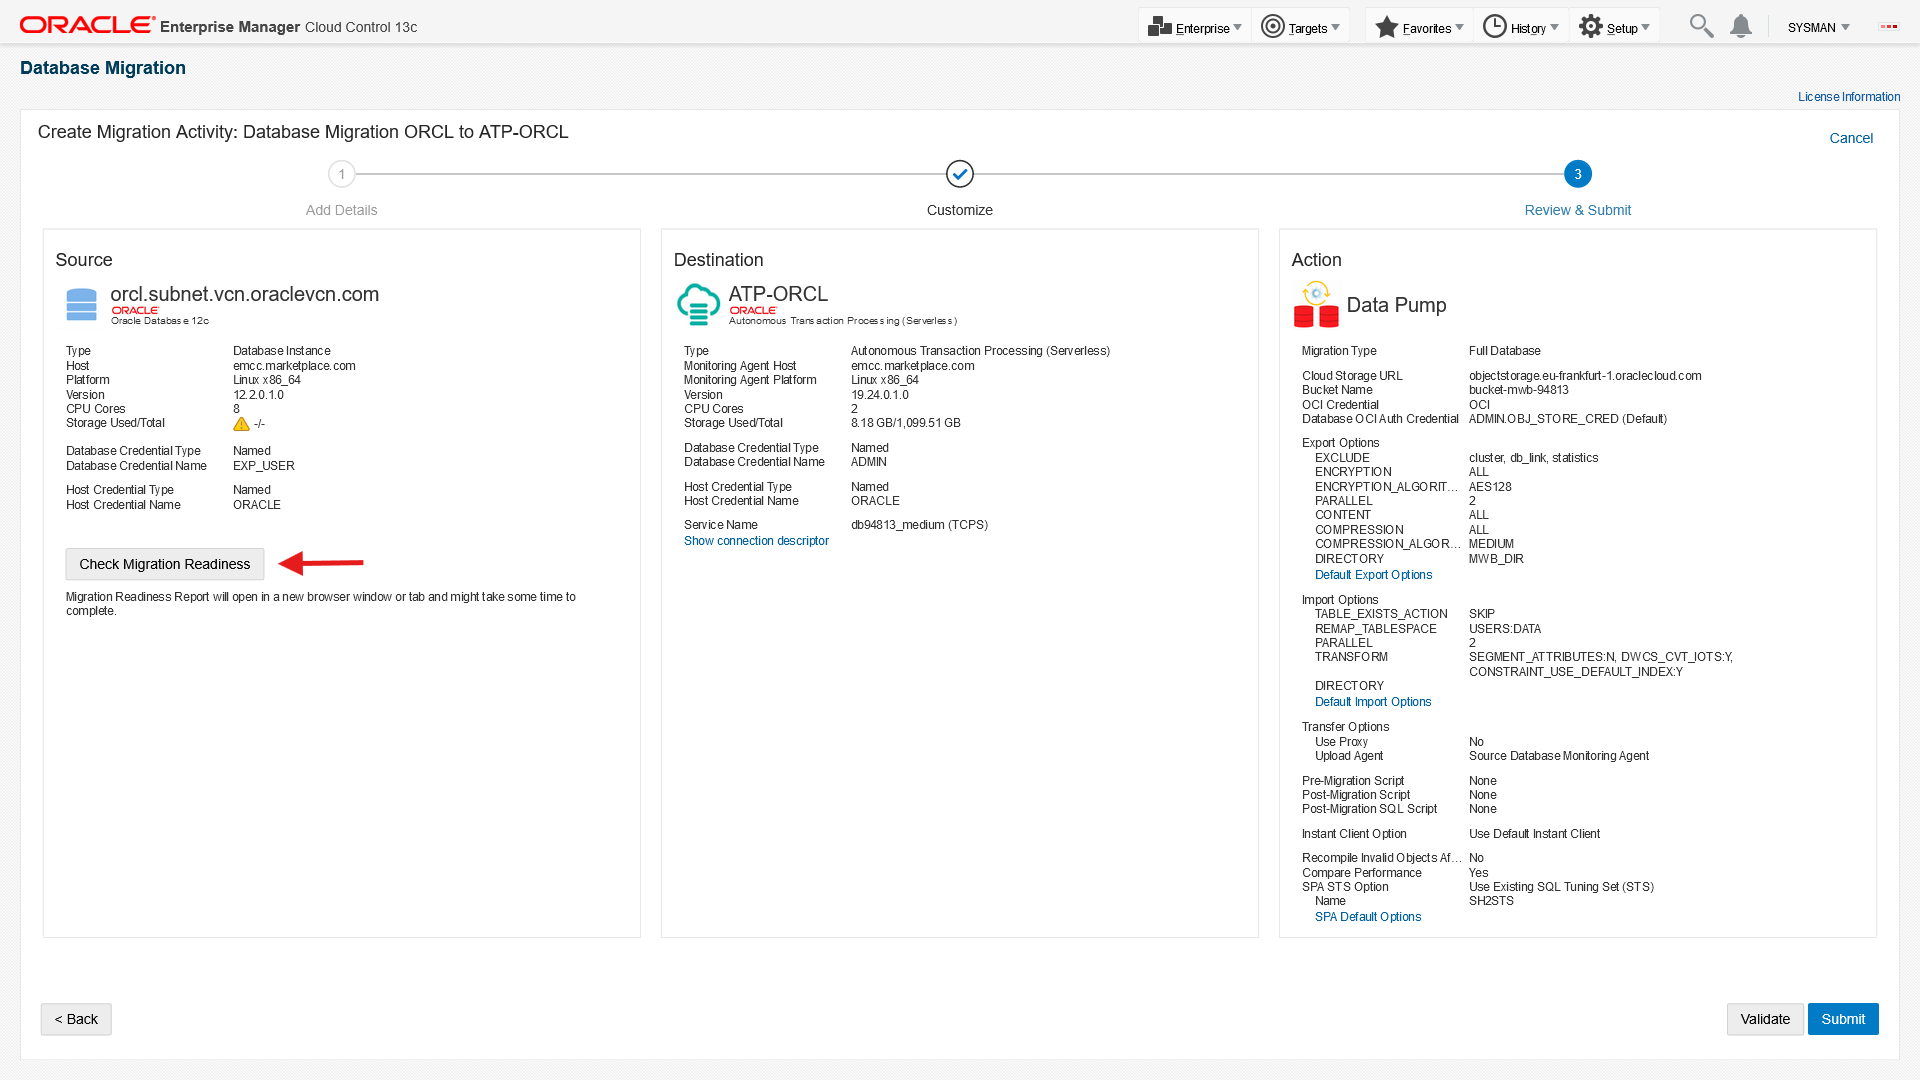 ORACLE Enterprise Manager Cloud Control 13c
Enterprise
Targets
Favorites
History
Setup
SYSMAN
Database Migration
License Information
Create Migration Activity: Database Migration ORCL to ATP-ORCL
Cancel
1
3
Add Details
Customize
Review & Submit
Source
orcl.subnet.vcn.oraclevcn.com
ORACLE
Oracle Database 12c
Type Database Instance
Host emcc.marketplace.com
Platform Linux x86_64
Version 12.2.0.1.0
CPU Cores 8
Storage Used/Total -/-
Database Credential Type Named
Database Credential Name EXP_USER
Host Credential Type Named
Host Credential Name ORACLE
Check Migration Readiness
Migration Readiness Report will open in a new browser window or tab and might take some time to
complete.
Destination
ATP-ORCL
ORACLE
Autonomous Transaction Processing (Serverless)
Type Autonomous Transaction Processing (Serverless)
Monitoring Agent Host emcc.marketplace.com
Monitoring Agent Platform Linux x86_64
Version 19.24.0.1.0
CPU Cores 2
Storage Used/Total 8.18 GB/1,099.51 GB
Database Credential Type Named
Database Credential Name ADMIN
Host Credential Type Named
Host Credential Name ORACLE
Service Name db94813_medium (TCPS)
Show connection descriptor
Action
Data Pump
Migration Type Full Database
Cloud Storage URL objectstorage.eu-frankfurt-1.oraclecloud.com
Bucket Name bucket-mwb-94813
OCI Credential OCI
Database OCI Auth Credential ADMIN.OBJ_STORE_CRED (Default)
Export Options
EXCLUDE cluster, db_link, statistics
ENCRYPTION ALL
ENCRYPTION_ALGORIT... AES128
PARALLEL 2
CONTENT ALL
COMPRESSION ALL
COMPRESSION_ALGOR... MEDIUM
DIRECTORY MWB_DIR
Default Export Options
Import Options
TABLE_EXISTS_ACTION SKIP
REMAP_TABLESPACE USERS:DATA
PARALLEL 2
TRANSFORM SEGMENT_ATTRIBUTES:N, DWCS_CVT_IOTS:Y,
CONSTRAINT_USE_DEFAULT_INDEX:Y
DIRECTORY
Default Import Options
Transfer Options
Use Proxy No
Upload Agent Source Database Monitoring Agent
Pre-Migration Script None
Post-Migration Script None
Post-Migration SQL Script None
Instant Client Option Use Default Instant Client
Recompile Invalid Objects Af... No
Compare Performance Yes
SPA STS Option Use Existing SQL Tuning Set (STS)
Name SH2STS
SPA Default Options
< Back
Validate
Submit